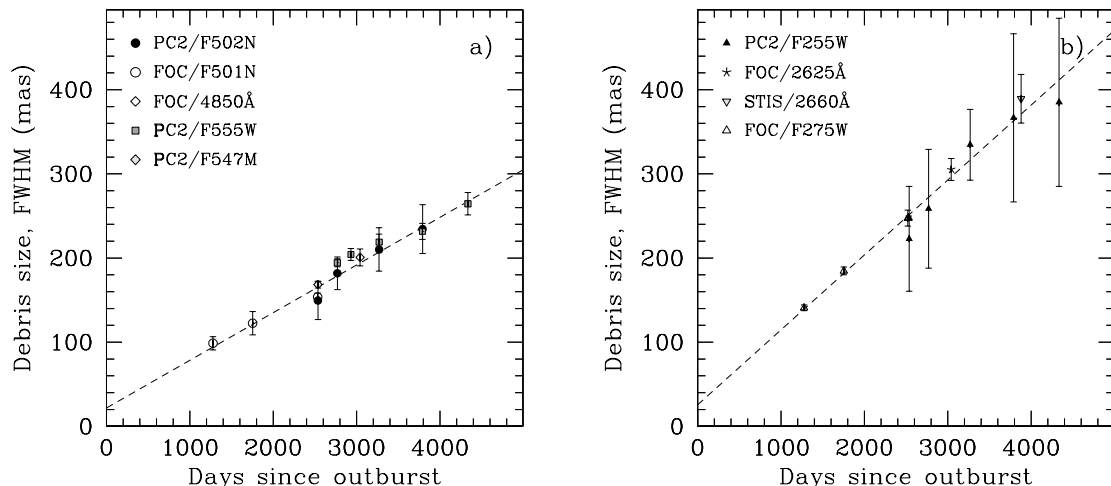 a)
PC2/F502N
FOC/F501N
FOC/4850Å
PC2/F555W
PC2/F547M
Debris size, FWHM (mas)
400
300
200
100
0
0 1000 2000 3000 4000
Days since outburst
b)
PC2/F255W
FOC/2625Å
STIS/2660Å
FOC/F275W
Debris size, FWHM (mas)
400
300
200
100
0
0 1000 2000 3000 4000
Days since outburst